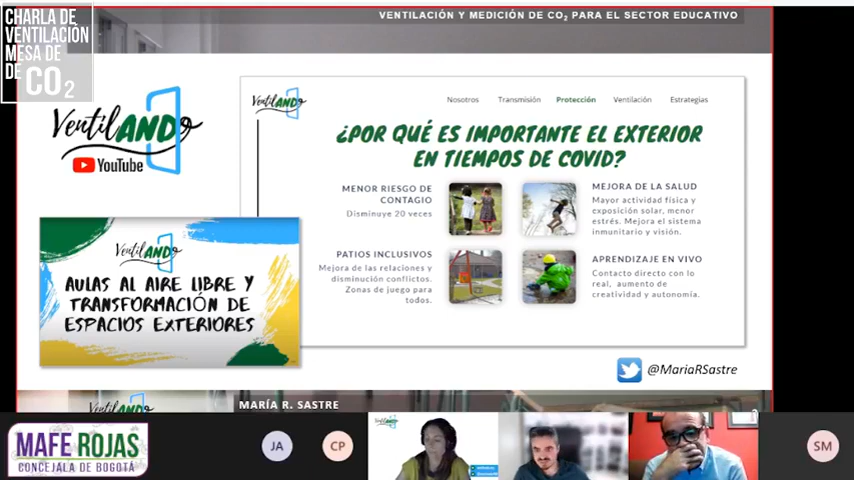 CHARLA DE
VENTILACIÓN
MESA DE
DE CO₂
VENTILACIÓN Y MEDICIÓN DE CO₂ PARA EL SECTOR EDUCATIVO
VentilANDo
YouTube
VentilANDo
Nosotros Transmisión Protección Ventilación Estrategias
¿POR QUÉ ES IMPORTANTE EL EXTERIOR
EN TIEMPOS DE COVID?
MENOR RIESGO DE
CONTAGIO
Disminuye 20 veces
MEJORA DE LA SALUD
Mayor actividad física y
exposición solar, menor
estrés. Mejora el sistema
inmunitario y visión.
PATIOS INCLUSIVOS
Mejora de las relaciones y
disminución conflictos.
Zonas de juego para
todos.
APRENDIZAJE EN VIVO
Contacto directo con lo
real, aumento de
creatividad y autonomía.
VentilANDo
AULAS AL AIRE LIBRE Y
TRANSFORMACIÓN DE
ESPACIOS EXTERIORES
@MariaRSastre
VentilANDo
MARÍA R. SASTRE
MAFE ROJAS
CONCEJALA DE BOGOTÁ
JA
CP
SM